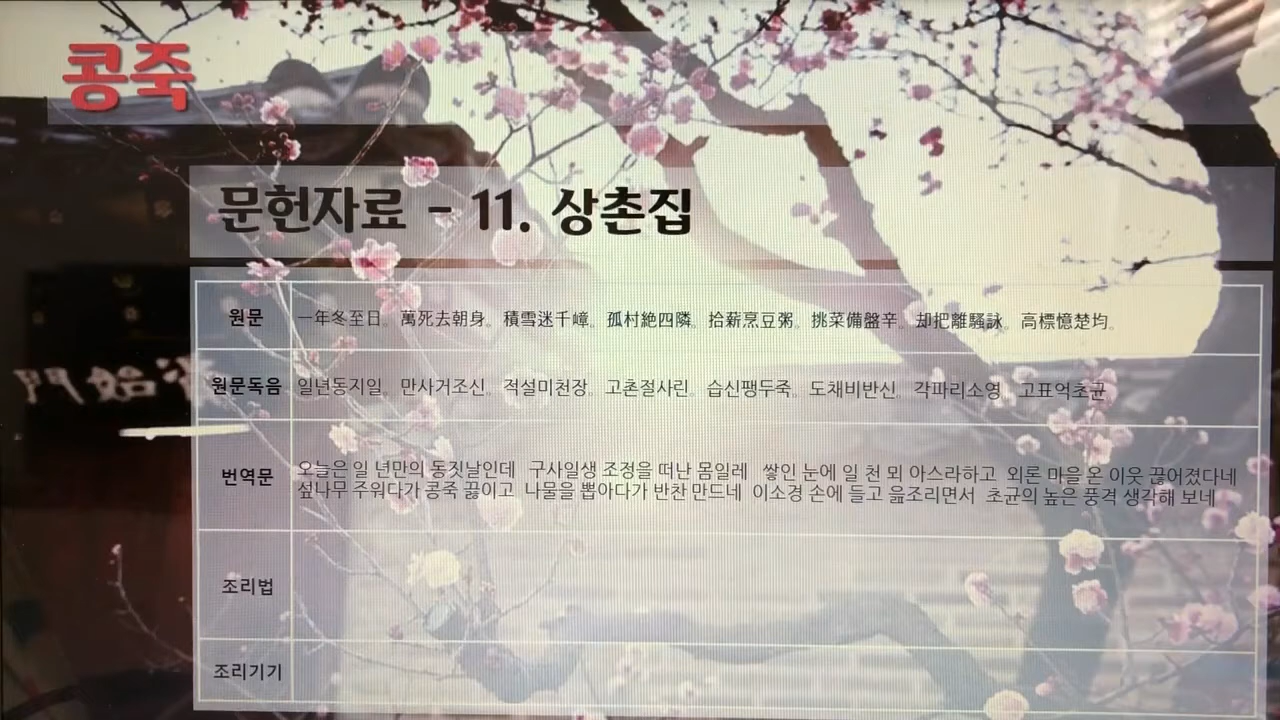 콩죽
문헌자료 - 11. 상촌집
원문
一年冬至日。萬死去朝身。積雪迷千嶂。孤村絶四隣。拾薪烹豆粥。挑菜備盤辛。却把離騷詠。高標憶楚均。
원문독음
일년동지일。만사거조신。적설미천장。고촌절사린。습신팽두죽。도채비반신。각파리소영。고표억초균
번역문
오늘은 일 년만의 동짓날인데 구사일생 조정을 떠난 몸일레 쌓인 눈에 일 천 뫼 아스라하고 외론 마을 온 이웃 끊어졌다네
섶나무 주워다가 콩죽 끓이고 나물을 뽑아다가 반찬 만드네 이소경 손에 들고 읊조리면서 초균의 높은 풍격 생각해 보네
조리법
조리기기